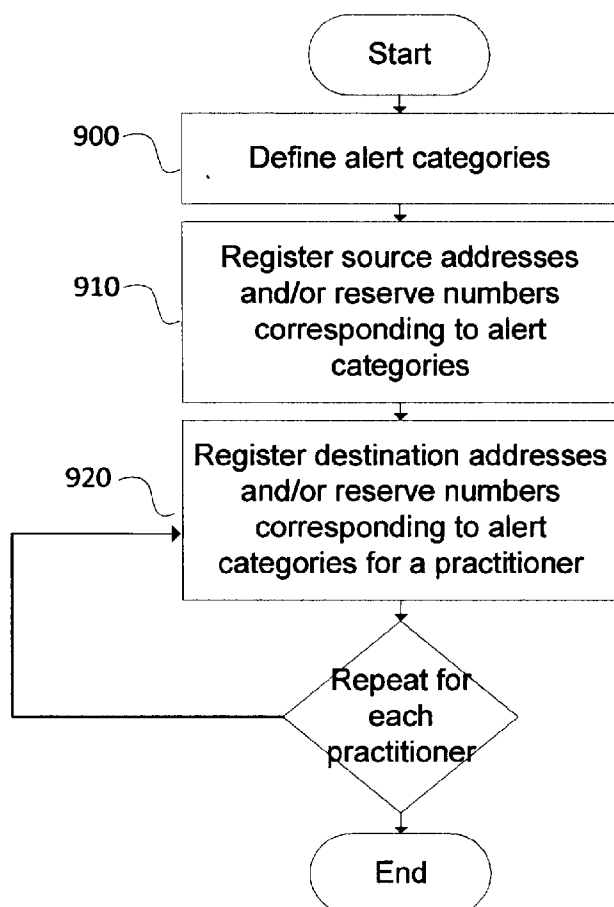 Start
900
Define alert categories
910
Register source addresses
and/or reserve numbers
corresponding to alert
categories
920
Register destination addresses
and/or reserve numbers
corresponding to alert
categories for a practitioner
Repeat for
each
practitioner
End